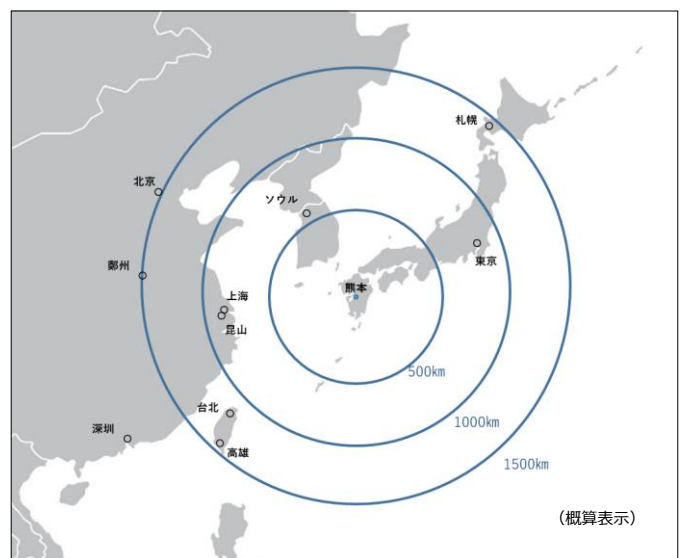 札幌
北京
ソウル
東京
鄭州
熊本
上海
昆山
500㎞
台北
1000㎞
深圳
高雄
1500㎞
（概算表示）